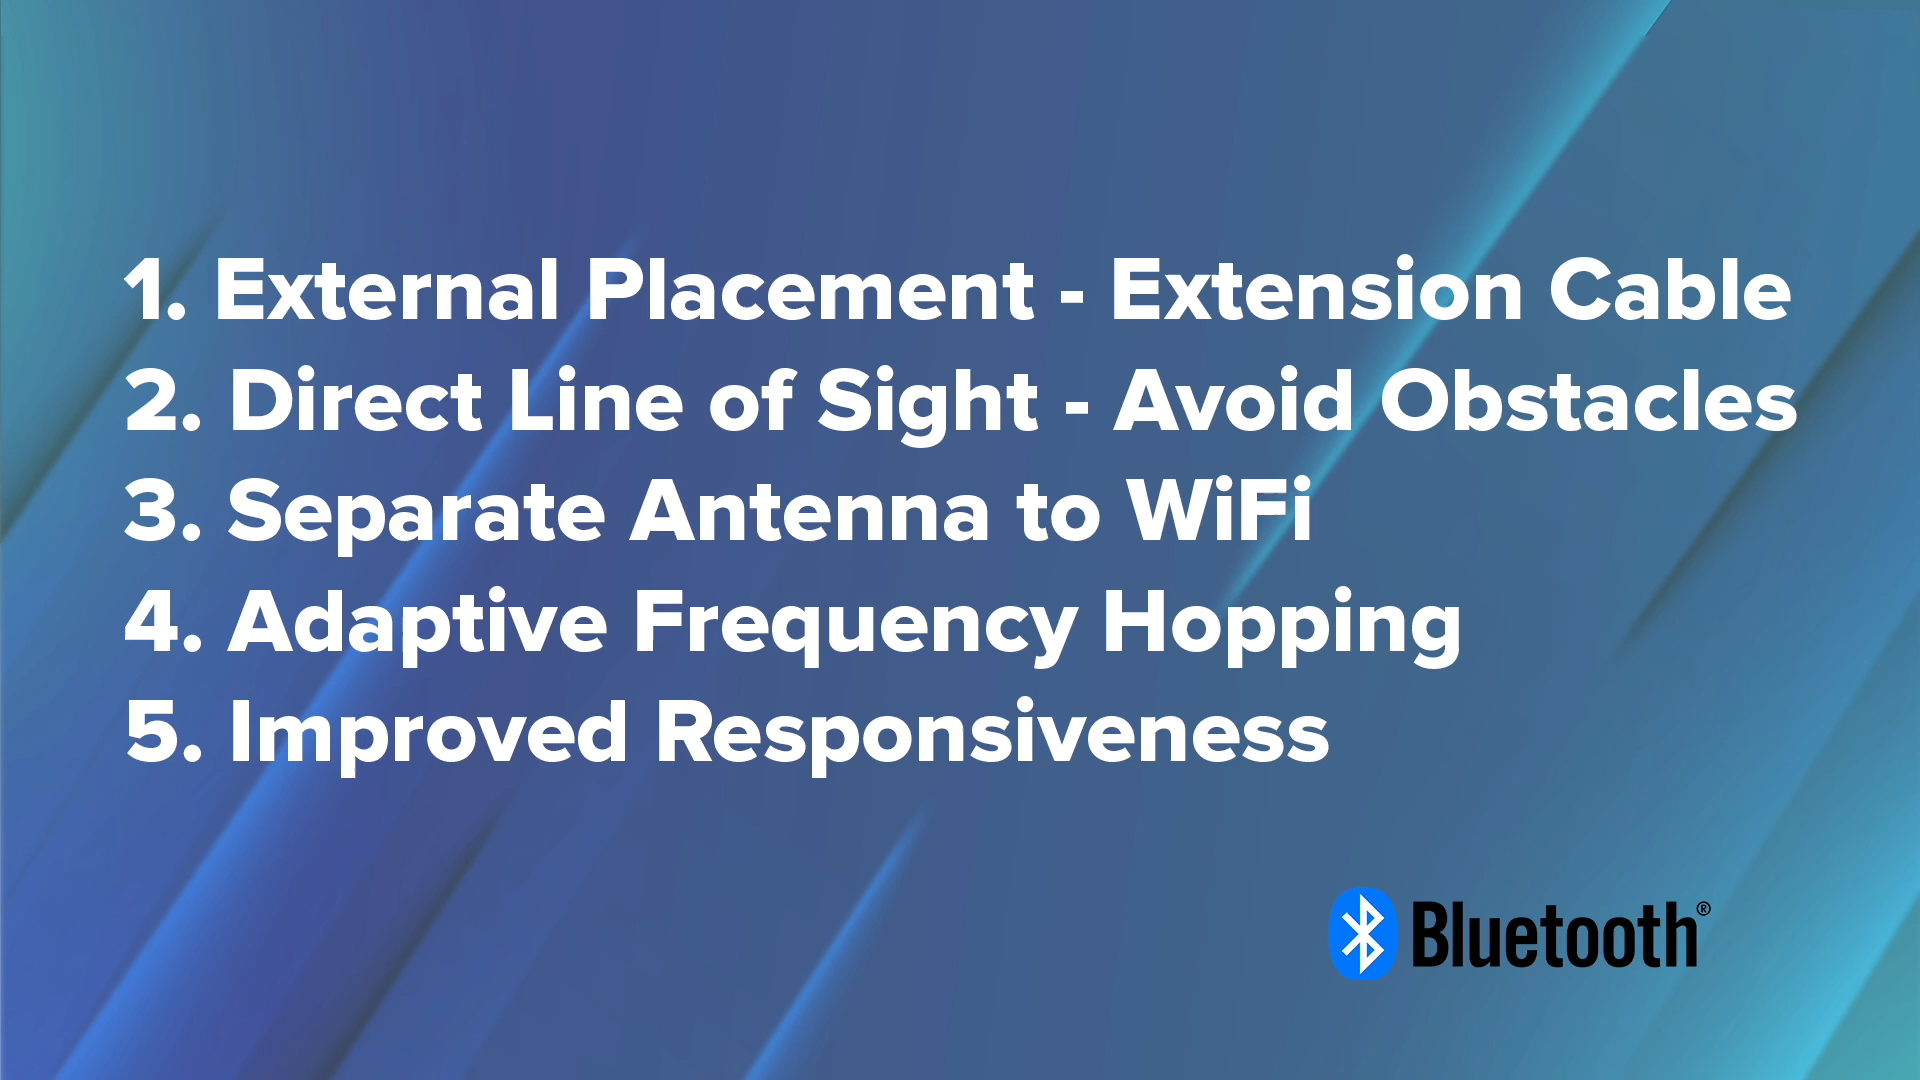 1. External Placement - Extension Cable
2. Direct Line of Sight - Avoid Obstacles
3. Separate Antenna to WiFi
4. Adaptive Frequency Hopping
5. Improved Responsiveness
Bluetooth®